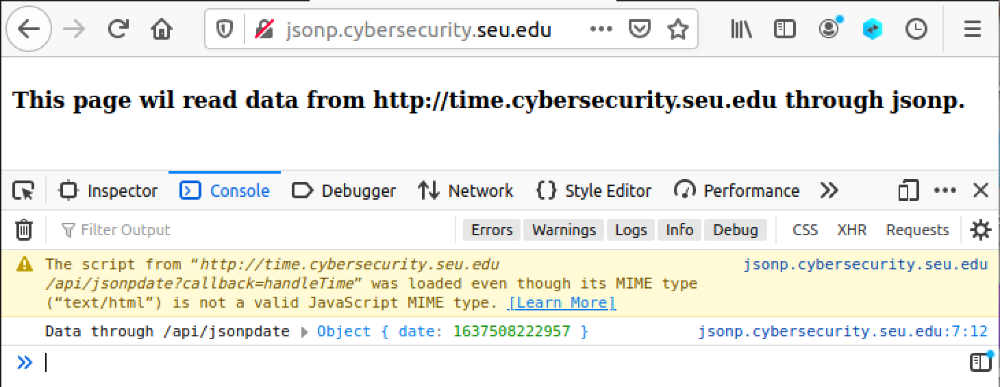 jsonp.cybersecurity.seu.edu
This page wil read data from http://time.cybersecurity.seu.edu through jsonp.
Inspector Console Debugger Network Style Editor Performance
Filter Output Errors Warnings Logs Info Debug CSS XHR Requests
The script from “http://time.cybersecurity.seu.edu jsonp.cybersecurity.seu.edu
/api/jsonpdate?callback=handleTime” was loaded even though its MIME type
(“text/html”) is not a valid JavaScript MIME type. [Learn More]
Data through /api/jsonpdate Object { date: 1637508222957 } jsonp.cybersecurity.seu.edu:7:12